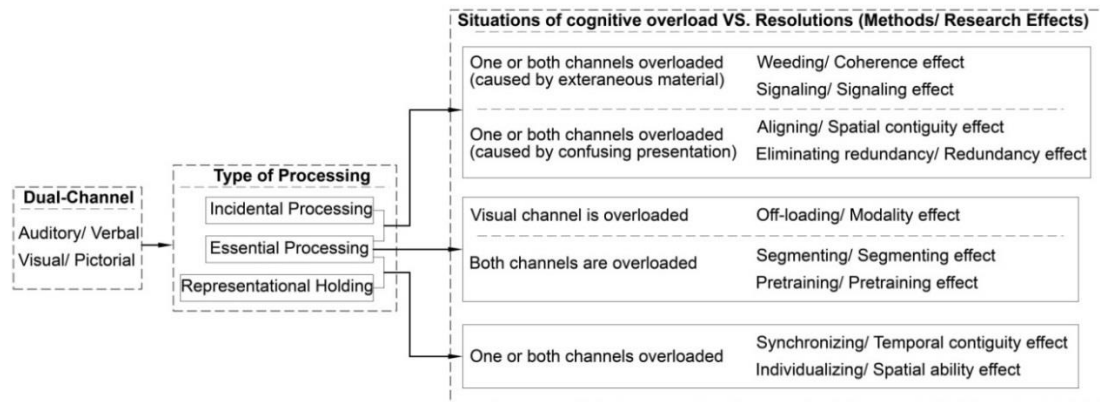 Situations of cognitive overload VS. Resolutions (Methods/ Research Effects)
One or both channels overloaded
(caused by exteraneous material)
Weeding/ Coherence effect
Signaling/ Signaling effect
One or both channels overloaded
(caused by confusing presentation)
Aligning/ Spatial contiguity effect
Eliminating redundancy/ Redundancy effect
Type of Processing
Incidental Processing
Essential Processing
Representational Holding
Dual-Channel
Auditory/ Verbal
Visual/ Pictorial
Visual channel is overloaded
Off-loading/ Modality effect
Both channels are overloaded
Segmenting/ Segmenting effect
Pretraining/ Pretraining effect
One or both channels overloaded
Synchronizing/ Temporal contiguity effect
Individualizing/ Spatial ability effect